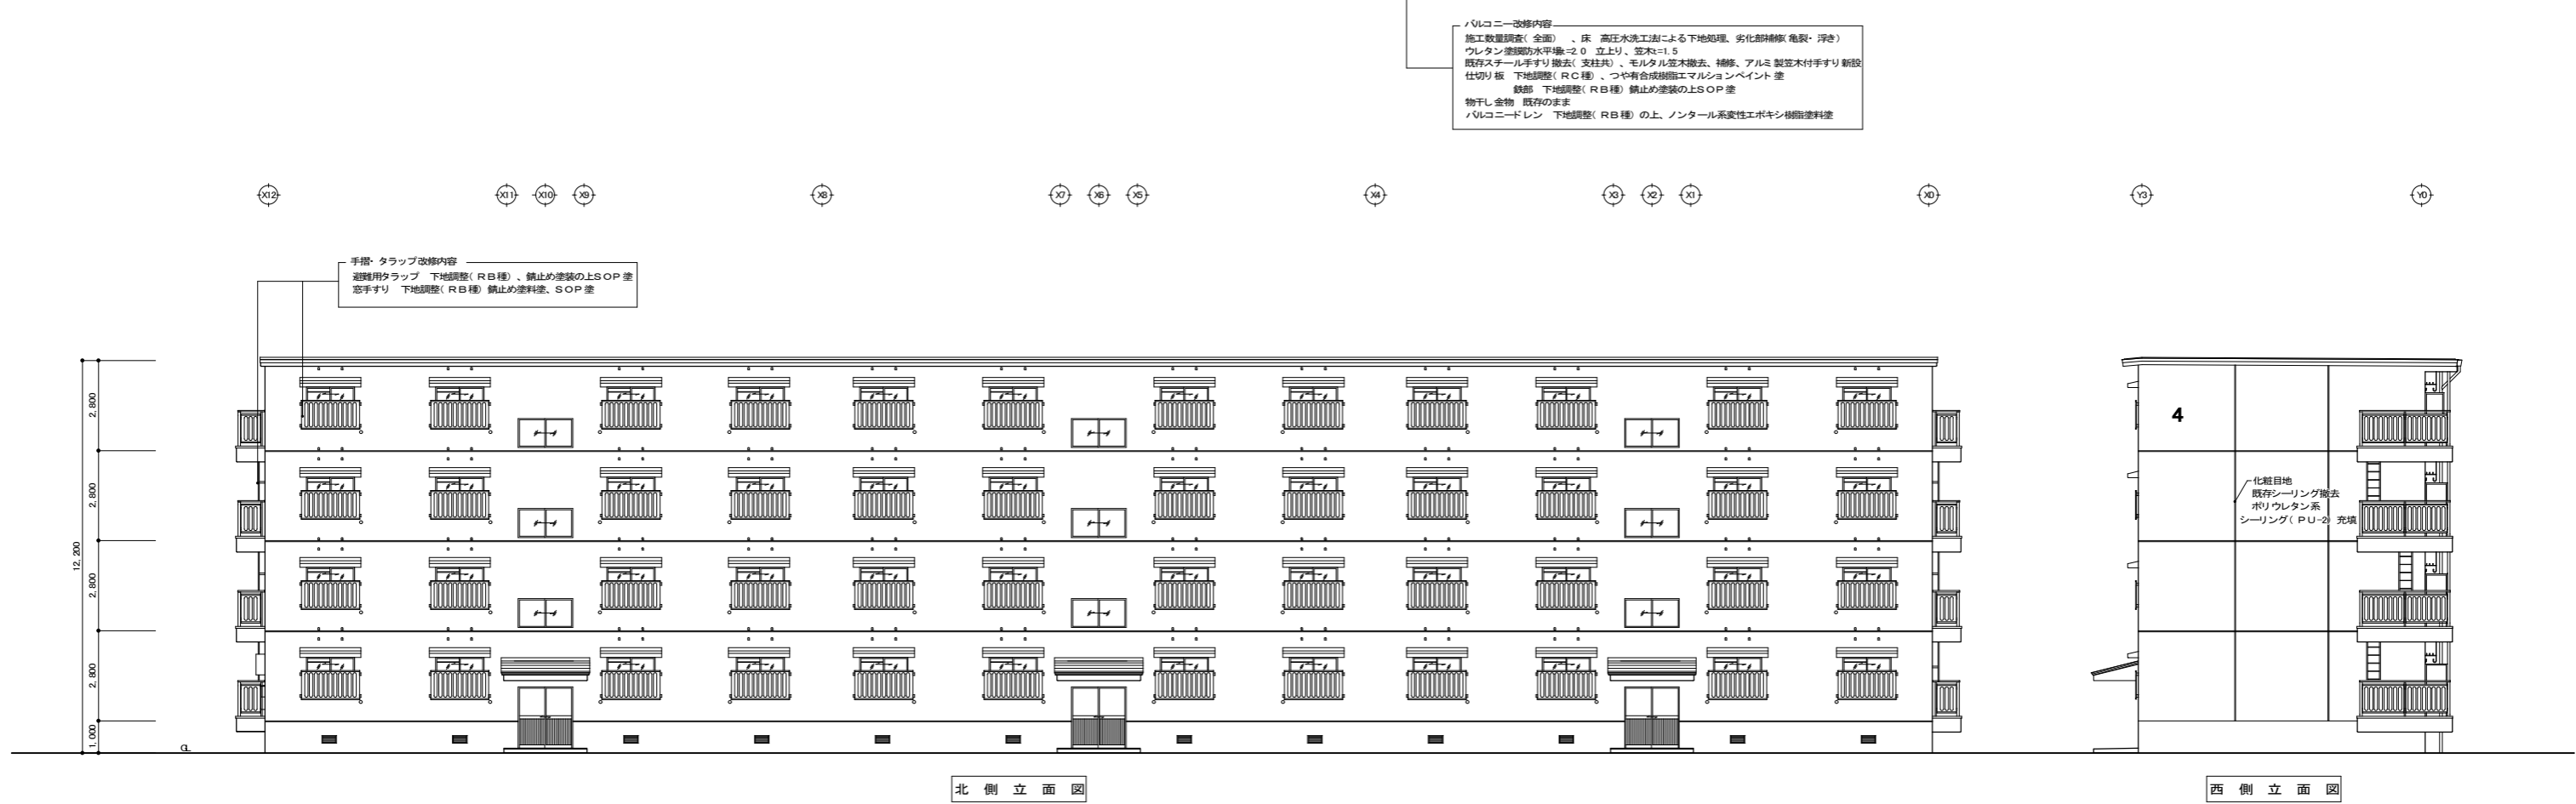 バルコニー改修内容
施工数量調査(全面)、床 高圧水洗工法による下地処理、劣化部補修(亀裂・浮き)
ウレタン塗膜防水平場t=2.0 立上り、笠木t=1.5
既存スチール手すり撤去(支柱共)、モルタル笠木撤去、補修、アルミ製笠木付手すり新設
仕切り板 下地調整(RC種)、つや有合成樹脂エマルションペイント塗
鉄部 下地調整(RB種)錆止め塗装の上SOP塗
物干し金物 既存のまま
バルコニードレン 下地調整(RB種)の上、ノンタール系変性エポキシ樹脂塗料塗
X12 X11 X10 X9 X8 X7 X6 X5 X4 X3 X2 X1 X0 Y3 Y0
手摺・タラップ改修内容
避難用タラップ 下地調整(RB種)、錆止め塗装の上SOP塗
窓手すり 下地調整(RB種)錆止め塗料塗、SOP塗
2,800
2,800
2,800
2,800
1,000
12,200
GL
4
化粧目地
既存シーリング撤去
ポリウレタン系
シーリング(PU-2)充填
北側立面図
西側立面図